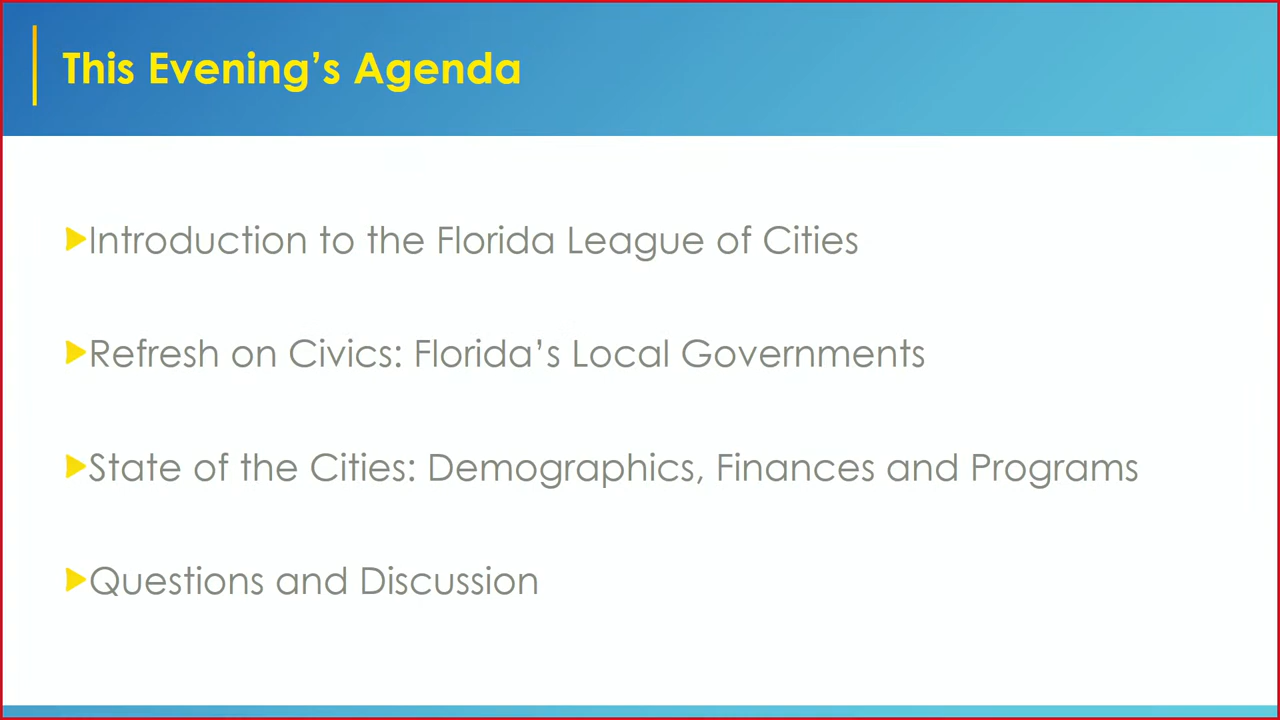 This Evening’s Agenda
Introduction to the Florida League of Cities
Refresh on Civics: Florida’s Local Governments
State of the Cities: Demographics, Finances and Programs
Questions and Discussion